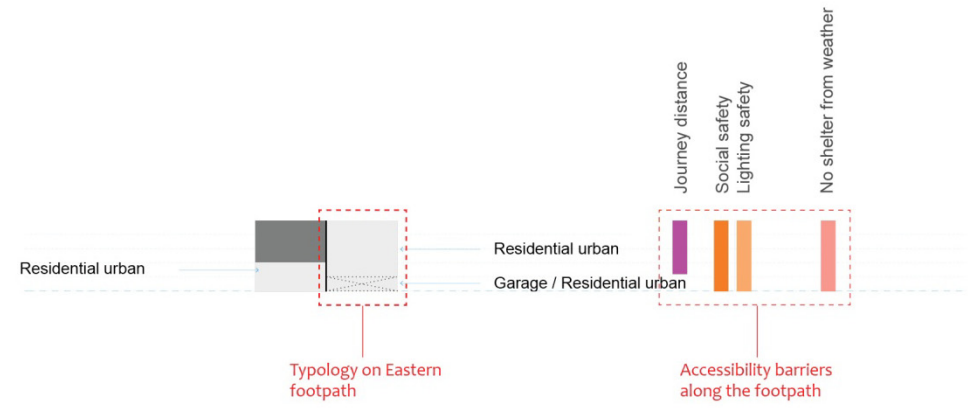 Journey distance
Social safety
Lighting safety
No shelter from weather
Residential urban
Residential urban
Garage / Residential urban
Typology on Eastern
footpath
Accessibility barriers
along the footpath